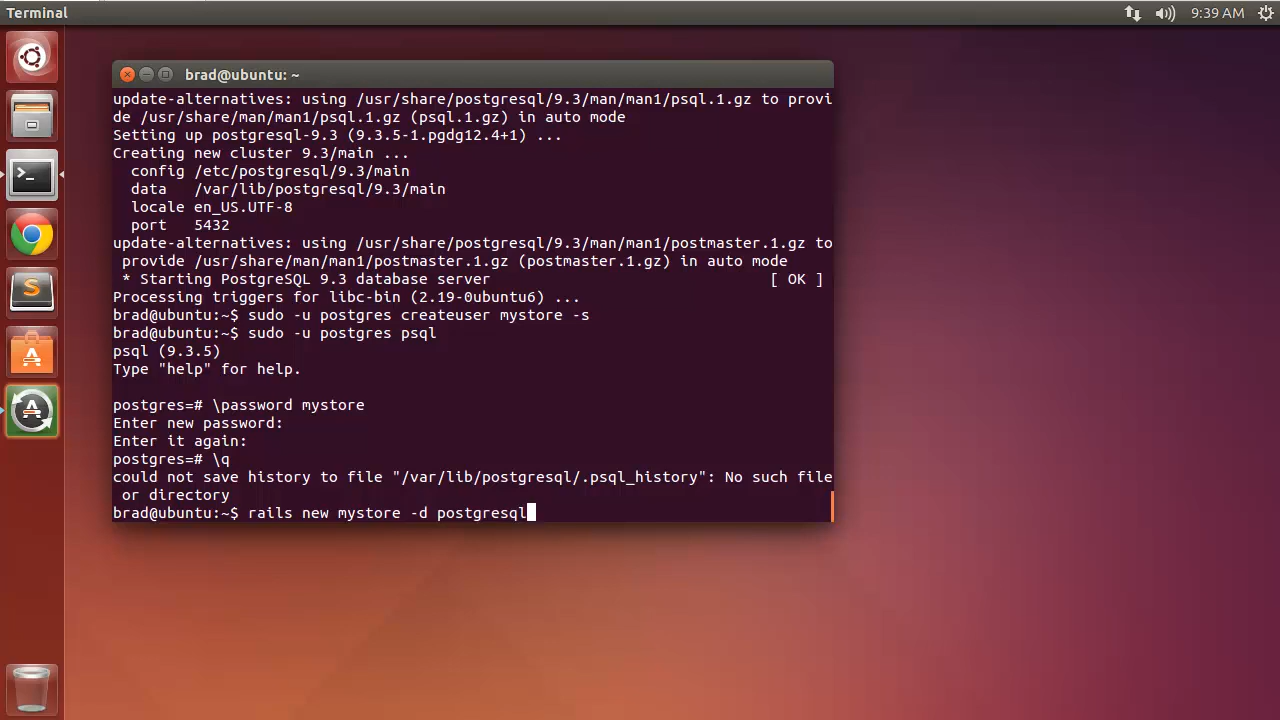 Terminal
9:39 AM
brad@ubuntu: ~
update-alternatives: using /usr/share/postgresql/9.3/man/man1/psql.1.gz to provi
de /usr/share/man/man1/psql.1.gz (psql.1.gz) in auto mode
Setting up postgresql-9.3 (9.3.5-1.pgdg12.4+1) ...
Creating new cluster 9.3/main ...
  config /etc/postgresql/9.3/main
  data   /var/lib/postgresql/9.3/main
  locale en_US.UTF-8
  port   5432
update-alternatives: using /usr/share/postgresql/9.3/man/man1/postmaster.1.gz to
 provide /usr/share/man/man1/postmaster.1.gz (postmaster.1.gz) in auto mode
 * Starting PostgreSQL 9.3 database server                               [ OK ]
Processing triggers for libc-bin (2.19-0ubuntu6) ...
brad@ubuntu:~$ sudo -u postgres createuser mystore -s
brad@ubuntu:~$ sudo -u postgres psql
psql (9.3.5)
Type "help" for help.
postgres=# \password mystore
Enter new password:
Enter it again:
postgres=# \q
could not save history to file "/var/lib/postgresql/.psql_history": No such file
 or directory
brad@ubuntu:~$ rails new mystore -d postgresql